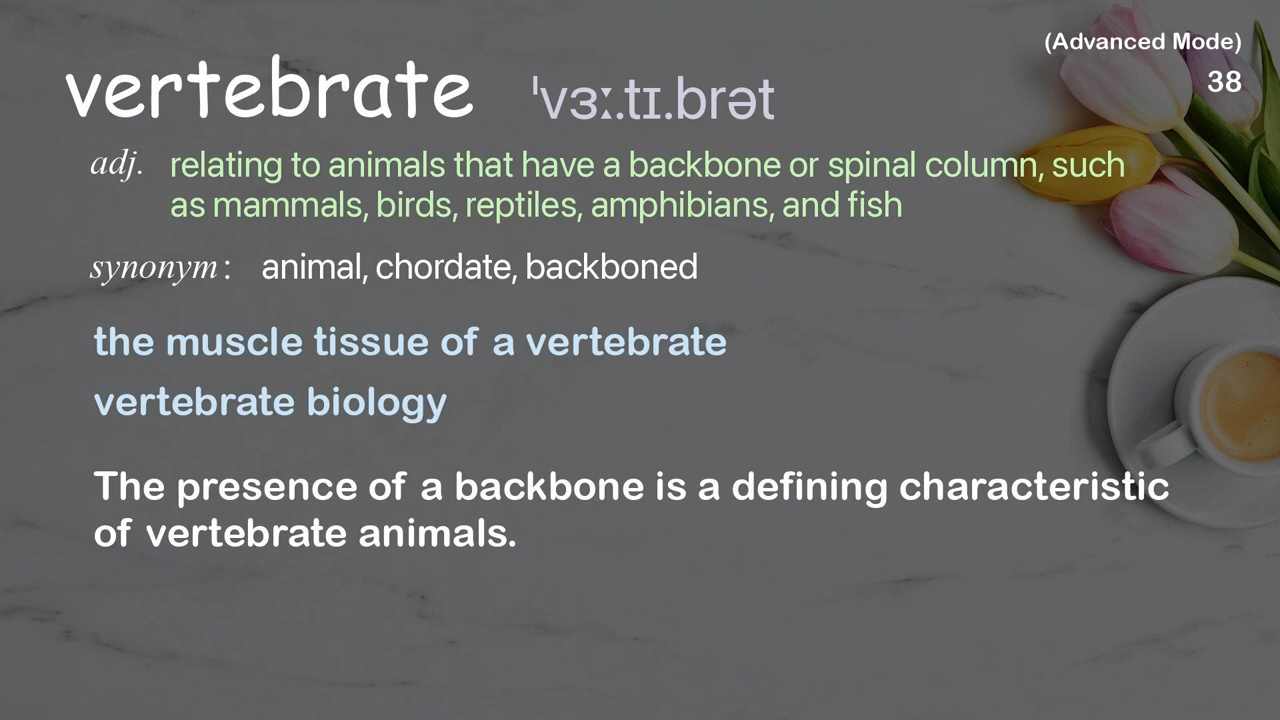 (Advanced Mode)
38
vertebrate ˈvɜː.tɪ.brət
adj. relating to animals that have a backbone or spinal column, such
as mammals, birds, reptiles, amphibians, and fish
synonym: animal, chordate, backboned
the muscle tissue of a vertebrate
vertebrate biology
The presence of a backbone is a defining characteristic
of vertebrate animals.